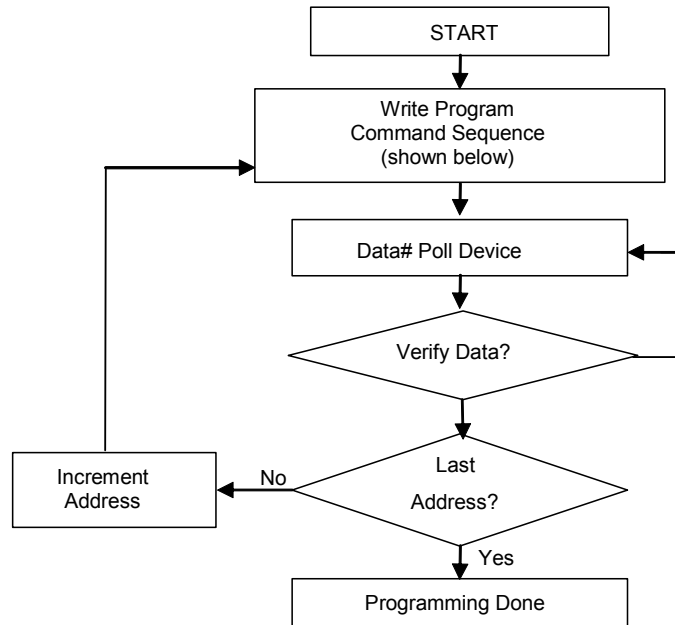 START
Write Program
Command Sequence
(shown below)
Data# Poll Device
Verify Data?
Last
Address?
No
Increment
Address
Yes
Programming Done